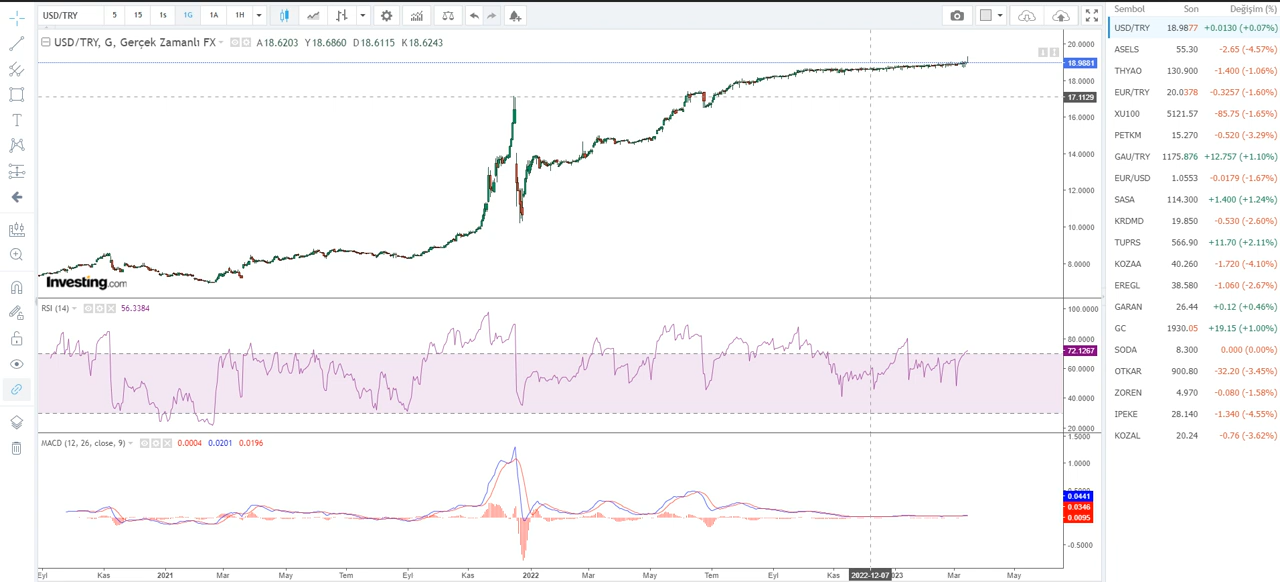 USD/TRY 5 15 1s 1G 1A 1H
USD/TRY, G, Gerçek Zamanlı FX A18.6203 Y18.6860 D18.6115 K18.6243
20.0000
18.9881
18.0000
17.1129
16.0000
14.0000
12.0000
10.0000
8.0000
Investing.com
RSI (14) 56.3384
100.0000
80.0000
72.1267
60.0000
40.0000
20.0000
MACD (12, 26, close, 9) 0.0004 0.0201 0.0196
1.5000
1.0000
0.0441
0.0346
0.0095
-0.5000
Eyl Kas 2021 Mar May Tem Eyl Kas 2022 Mar May Tem Eyl Kas 2022-12-07 023 Mar May
Sembol Son Değişim (%)
USD/TRY 18.9877 +0.0130 (+0.07%)
ASELS 55.30 -2.65 (-4.57%)
THYAO 130.900 -1.400 (-1.06%)
EUR/TRY 20.0378 -0.3257 (-1.60%)
XU100 5121.57 -85.75 (-1.65%)
PETKM 15.270 -0.520 (-3.29%)
GAU/TRY 1175.876 +12.757 (+1.10%)
EUR/USD 1.0553 -0.0179 (-1.67%)
SASA 114.300 +1.400 (+1.24%)
KRDMD 19.850 -0.530 (-2.60%)
TUPRS 566.90 +11.70 (+2.11%)
KOZAA 40.260 -1.720 (-4.10%)
EREGL 38.580 -1.060 (-2.67%)
GARAN 26.44 +0.12 (+0.46%)
GC 1930.05 +19.15 (+1.00%)
SODA 8.300 0.000 (0.00%)
OTKAR 900.80 -32.20 (-3.45%)
ZOREN 4.970 -0.080 (-1.58%)
IPEKE 28.140 -1.340 (-4.55%)
KOZAL 20.24 -0.76 (-3.62%)